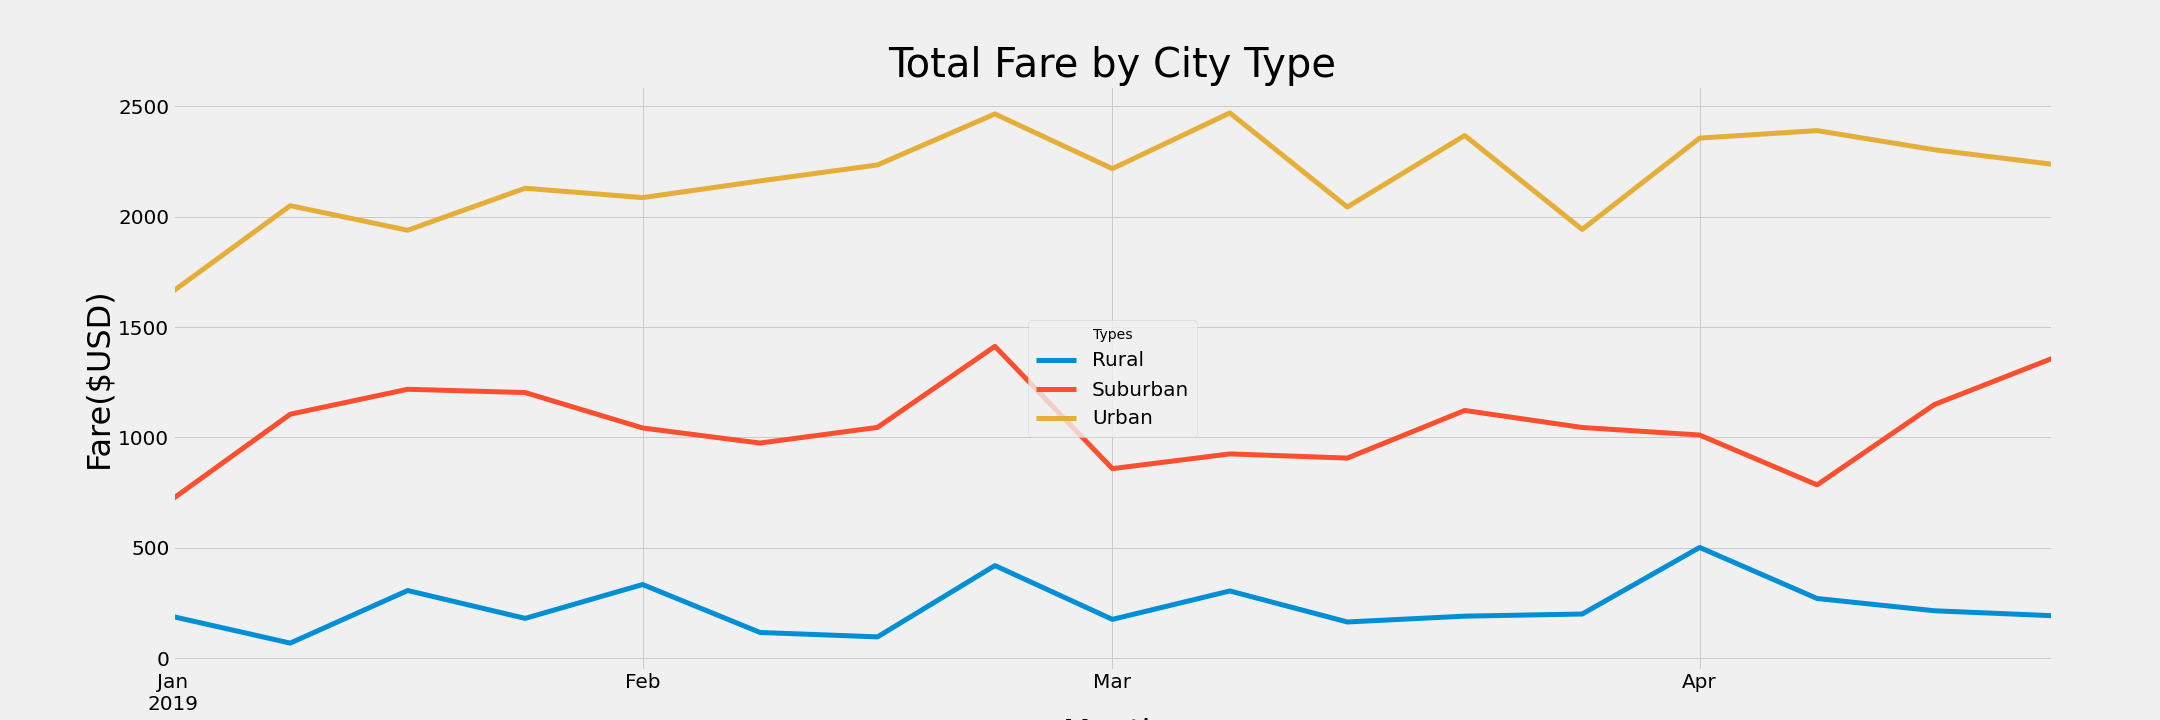 Total Fare by City Type
Fare($USD)
2500
2000
1500
1000
500
0
Types
Rural
Suburban
Urban
Jan
2019
Feb
Mar
Apr